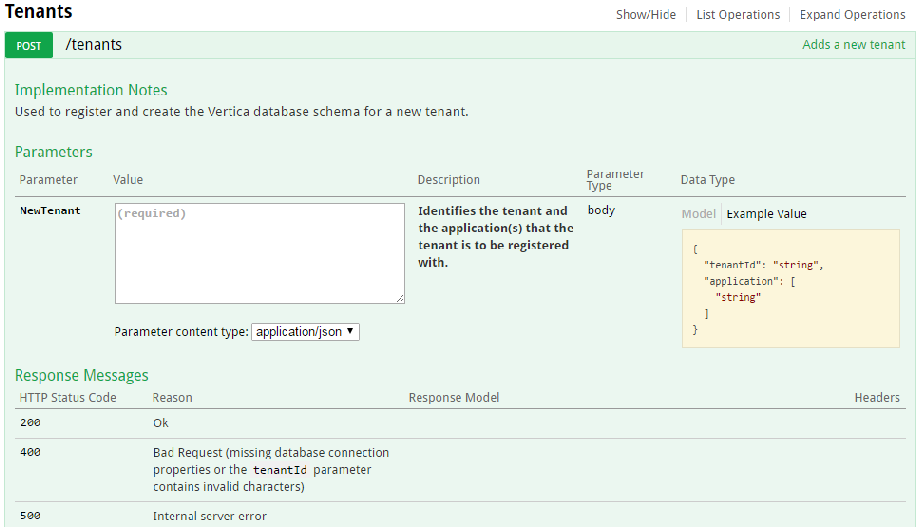 Tenants
Show/Hide
List Operations
Expand Operations
POST
/tenants
Adds a new tenant
Implementation Notes
Used to register and create the Vertica database schema for a new tenant.
Parameters
Parameter
Value
Description
Parameter
Type
Data Type
NewTenant
(required)
Parameter content type: application/json
Identifies the tenant and
the application(s) that the
tenant is to be registered
with.
body
Model
Example Value
{
"tenantId": "string",
"application": [
"string"
]
}
Response Messages
HTTP Status Code
Reason
Response Model
Headers
200
Ok
400
Bad Request (missing database connection
properties or the tenantId parameter
contains invalid characters)
500
Internal server error